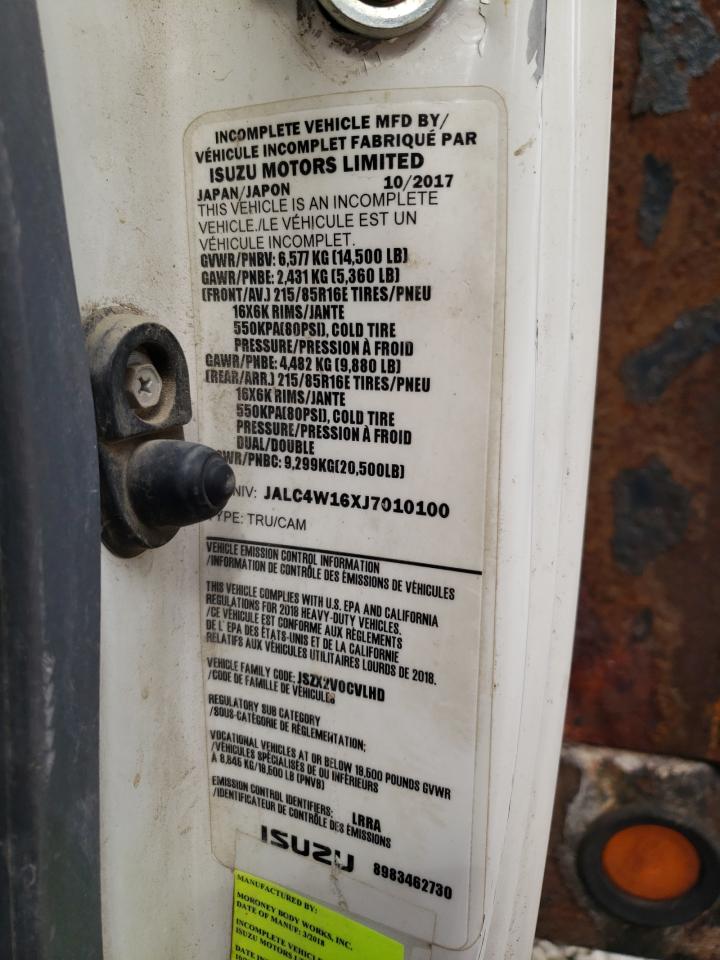 INCOMPLETE VEHICLE MFD BY/
VÉHICULE INCOMPLET FABRIQUÉ PAR
ISUZU MOTORS LIMITED
JAPAN/JAPON 10/2017
THIS VEHICLE IS AN INCOMPLETE
VEHICLE./LE VÉHICULE EST UN
VÉHICULE INCOMPLET.
GVWR/PNBV: 6,577 KG (14,500 LB)
GAWR/PNBE: 2,431 KG (5,360 LB)
(FRONT/AV.) 215/85R16E TIRES/PNEU
16X6K RIMS/JANTE
550KPA(80PSI), COLD TIRE
PRESSURE/PRESSION À FROID
GAWR/PNBE: 4,482 KG (9,880 LB)
(REAR/ARR.) 215/85R16E TIRES/PNEU
16X6K RIMS/JANTE
550KPA(80PSI), COLD TIRE
PRESSURE/PRESSION À FROID
DUAL/DOUBLE
WR/PNBC: 9,299KG(20,500LB)
NIV: JALC4W16XJ7010100
TYPE: TRU/CAM
VEHICLE EMISSION CONTROL INFORMATION
/INFORMATION DE CONTRÔLE DES ÉMISSIONS DE VÉHICULES
THIS VEHICLE COMPLIES WITH U.S. EPA AND CALIFORNIA
REGULATIONS FOR 2018 HEAVY-DUTY VEHICLES.
/CE VÉHICULE EST CONFORME AUX RÈGLEMENTS
DE L'EPA DES ÉTATS-UNIS ET DE LA CALIFORNIE
RELATIFS AUX VÉHICULES UTILITAIRES LOURDS DE 2018.
VEHICLE FAMILY CODE: JSZX2VOCVLHD
/CODE DE FAMILLE DE VÉHICULES
REGULATORY SUB CATEGORY
/SOUS-CATÉGORIE DE RÈGLEMENTATION;
VOCATIONAL VEHICLES AT OR BELOW 19,500 POUNDS GVWR
/VÉHICULES SPÉCIALISÉS DE OU INFÉRIEURS
À 8,845 KG/19,500 LB (PNVB)
EMISSION CONTROL IDENTIFIERS: LRRA
/IDENTIFICATEUR DE CONTRÔLE DES ÉMISSIONS
ISUZU 8983462730
MANUFACTURED BY:
MORONEY BODY WORKS, INC.
DATE OF MANUF: 3/2018
INCOMPLETE VEHICLE
ISUZU MOTORS